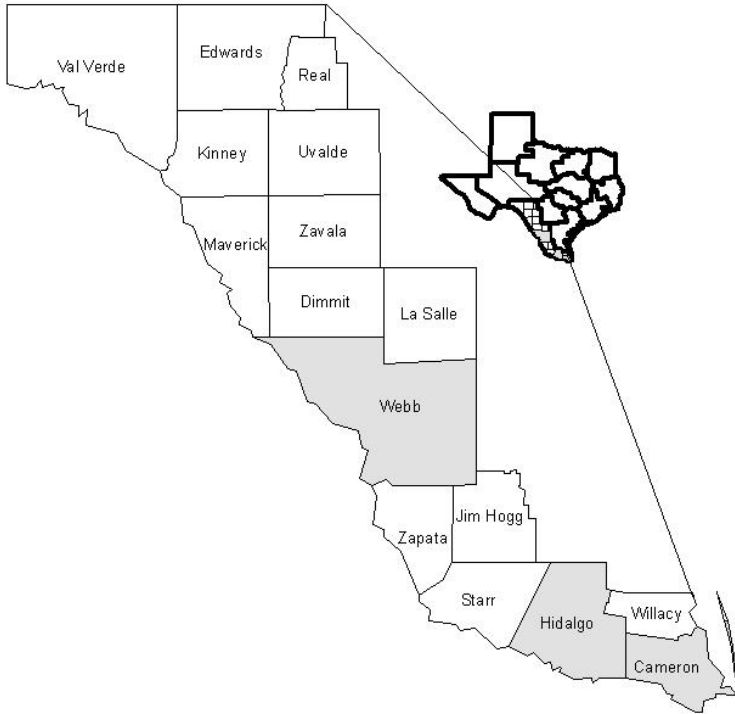 Edwards
Val Verde
Real
Kinney
Uvalde
Zavala
Maverick
Dimmit
La Salle
Webb
Jim Hogg
Zapata
Starr
Willacy
Hidalgo
Cameron